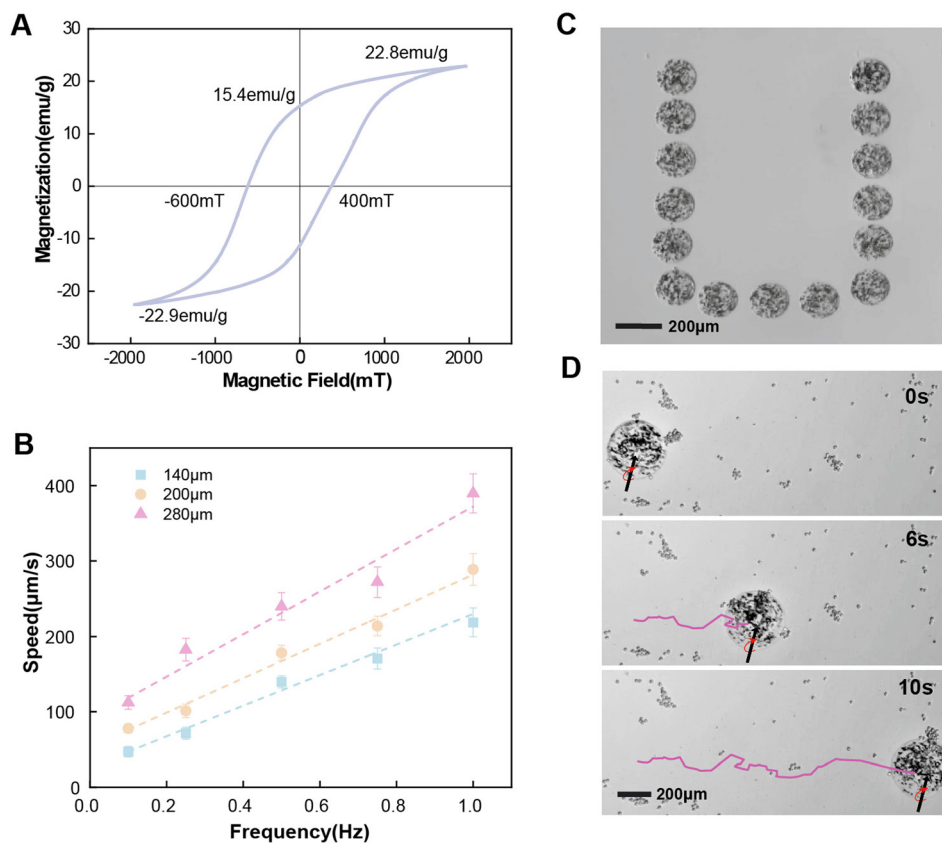 A
30
20
10
0
-10
-20
-30
Magnetization(emu/g)
22.8emu/g
15.4emu/g
-600mT
400mT
-22.9emu/g
-2000
-1000
0
1000
2000
Magnetic Field(mT)
B
140μm
200μm
280μm
400
300
200
100
0
Speed(μm/s)
0.0
0.2
0.4
0.6
0.8
1.0
Frequency(Hz)
C
200μm
D
0s
6s
10s
200μm